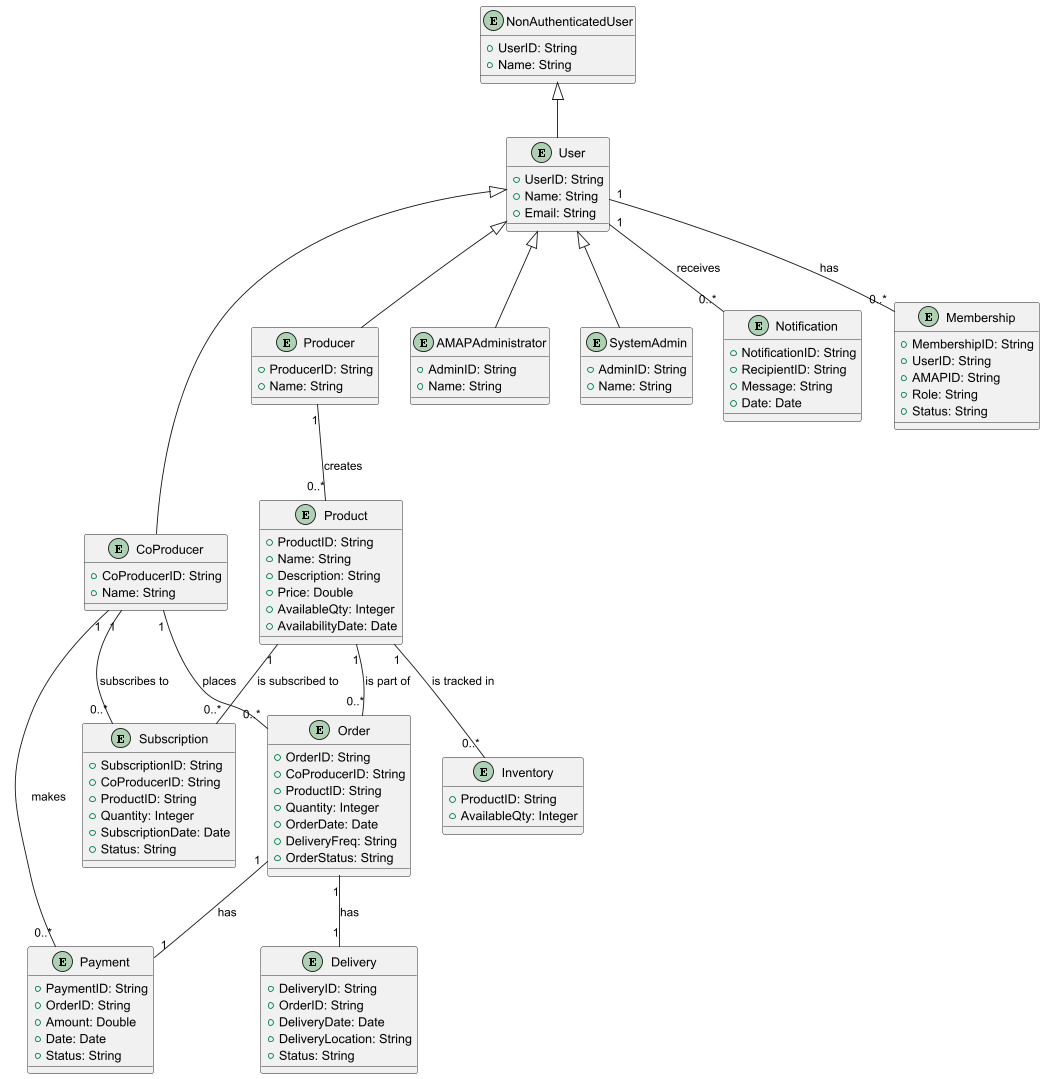 E NonAuthenticatedUser
UserID: String
Name: String
E User
UserID: String
Name: String
Email: String
1
1
receives
has
0..*
0..*
E Producer
ProducerID: String
Name: String
E AMAPAdministrator
AdminID: String
Name: String
E SystemAdmin
AdminID: String
Name: String
E Notification
NotificationID: String
RecipientID: String
Message: String
Date: Date
E Membership
MembershipID: String
UserID: String
AMAPID: String
Role: String
Status: String
1
creates
0..*
E CoProducer
CoProducerID: String
Name: String
E Product
ProductID: String
Name: String
Description: String
Price: Double
AvailableQty: Integer
AvailabilityDate: Date
1
1
1
1
1
1
subscribes to
places
is subscribed to
is part of
is tracked in
0..*
0..*
0..*
0..*
0..*
E Subscription
SubscriptionID: String
CoProducerID: String
ProductID: String
Quantity: Integer
SubscriptionDate: Date
Status: String
E Order
OrderID: String
CoProducerID: String
ProductID: String
Quantity: Integer
OrderDate: Date
DeliveryFreq: String
OrderStatus: String
E Inventory
ProductID: String
AvailableQty: Integer
makes
1
1
has
has
0..*
1
1
E Payment
PaymentID: String
OrderID: String
Amount: Double
Date: Date
Status: String
E Delivery
DeliveryID: String
OrderID: String
DeliveryDate: Date
DeliveryLocation: String
Status: String